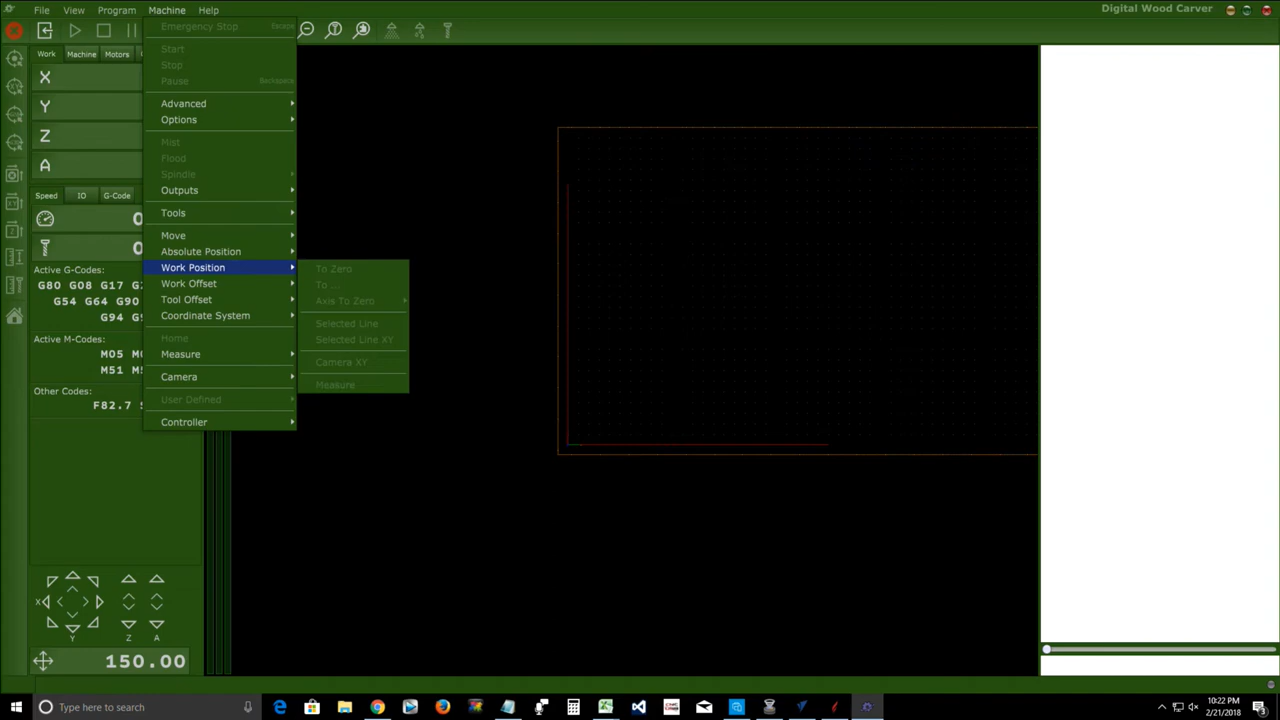 File View Program Machine Help
Digital Wood Carver
Emergency Stop Escape
Start
Stop
Pause Backspace
Advanced
Options
Mist
Flood
Spindle
Outputs
Tools
Move
Absolute Position
Work Position
Work Offset
Tool Offset
Coordinate System
Home
Measure
Camera
User Defined
Controller
To Zero
To ...
Axis To Zero
Selected Line
Selected Line XY
Camera XY
Measure
Work Machine Motors
X
Y
Z
A
Speed IO G-Code
0
0
Active G-Codes:
G80 G08 G17
G54 G64 G90
G94
Active M-Codes:
M05
M51
Other Codes:
F82.7
X
Y Z A
150.00
Type here to search
10:22 PM
2/21/2018